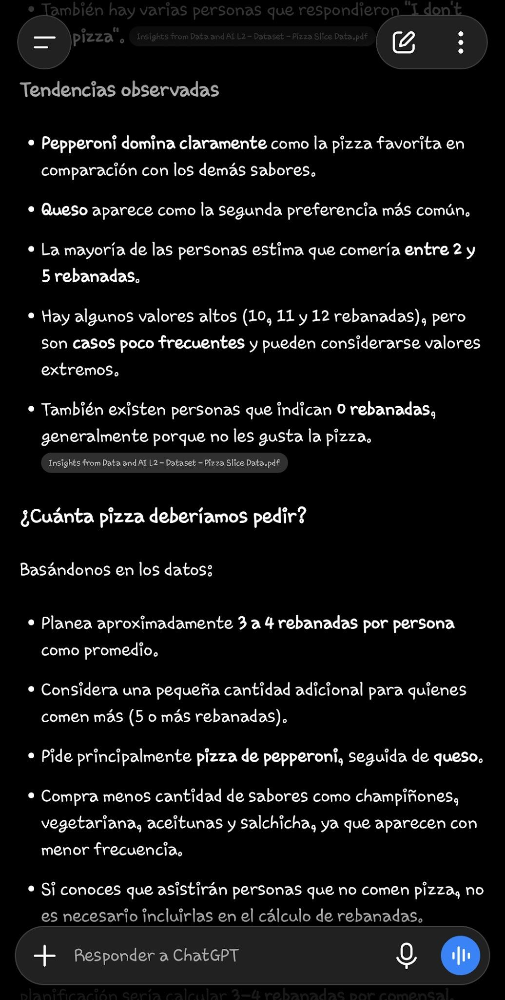 También hay varias personas que respondieron "I don't
pizza". Insights from Data and AI L2 - Dataset - Pizza Slice Data.pdf
Tendencias observadas
• Pepperoni domina claramente como la pizza favorita en
comparación con los demás sabores.
• Queso aparece como la segunda preferencia más común.
• La mayoría de las personas estima que comería entre 2 y
5 rebanadas.
• Hay algunos valores altos (10, 11 y 12 rebanadas), pero
son casos poco frecuentes y pueden considerarse valores
extremos.
• También existen personas que indican 0 rebanadas,
generalmente porque no les gusta la pizza.
Insights from Data and AI L2 - Dataset - Pizza Slice Data.pdf
¿Cuánta pizza deberíamos pedir?
Basándonos en los datos:
• Planea aproximadamente 3 a 4 rebanadas por persona
como promedio.
• Considera una pequeña cantidad adicional para quienes
comen más (5 o más rebanadas).
• Pide principalmente pizza de pepperoni, seguida de queso.
• Compra menos cantidad de sabores como champiñones,
vegetariana, aceitunas y salchicha, ya que aparecen con
menor frecuencia.
• Si conoces que asistirán personas que no comen pizza, no
es necesario incluirlas en el cálculo de rebanadas.
Responder a ChatGPT
planificación sería calcular 3–4 rebanadas por comensal.